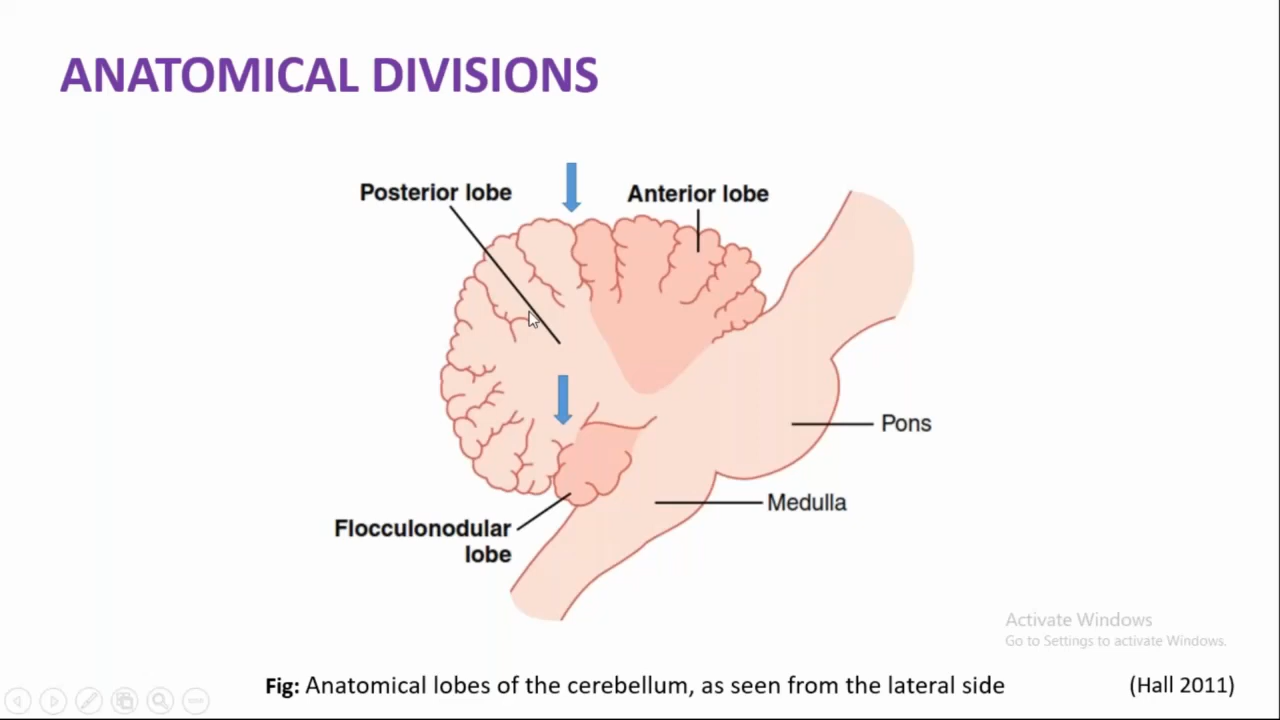 ANATOMICAL DIVISIONS
Posterior lobe
Anterior lobe
Pons
Medulla
Flocculonodular
lobe
Activate Windows
Go to Settings to activate Windows.
Fig: Anatomical lobes of the cerebellum, as seen from the lateral side
(Hall 2011)